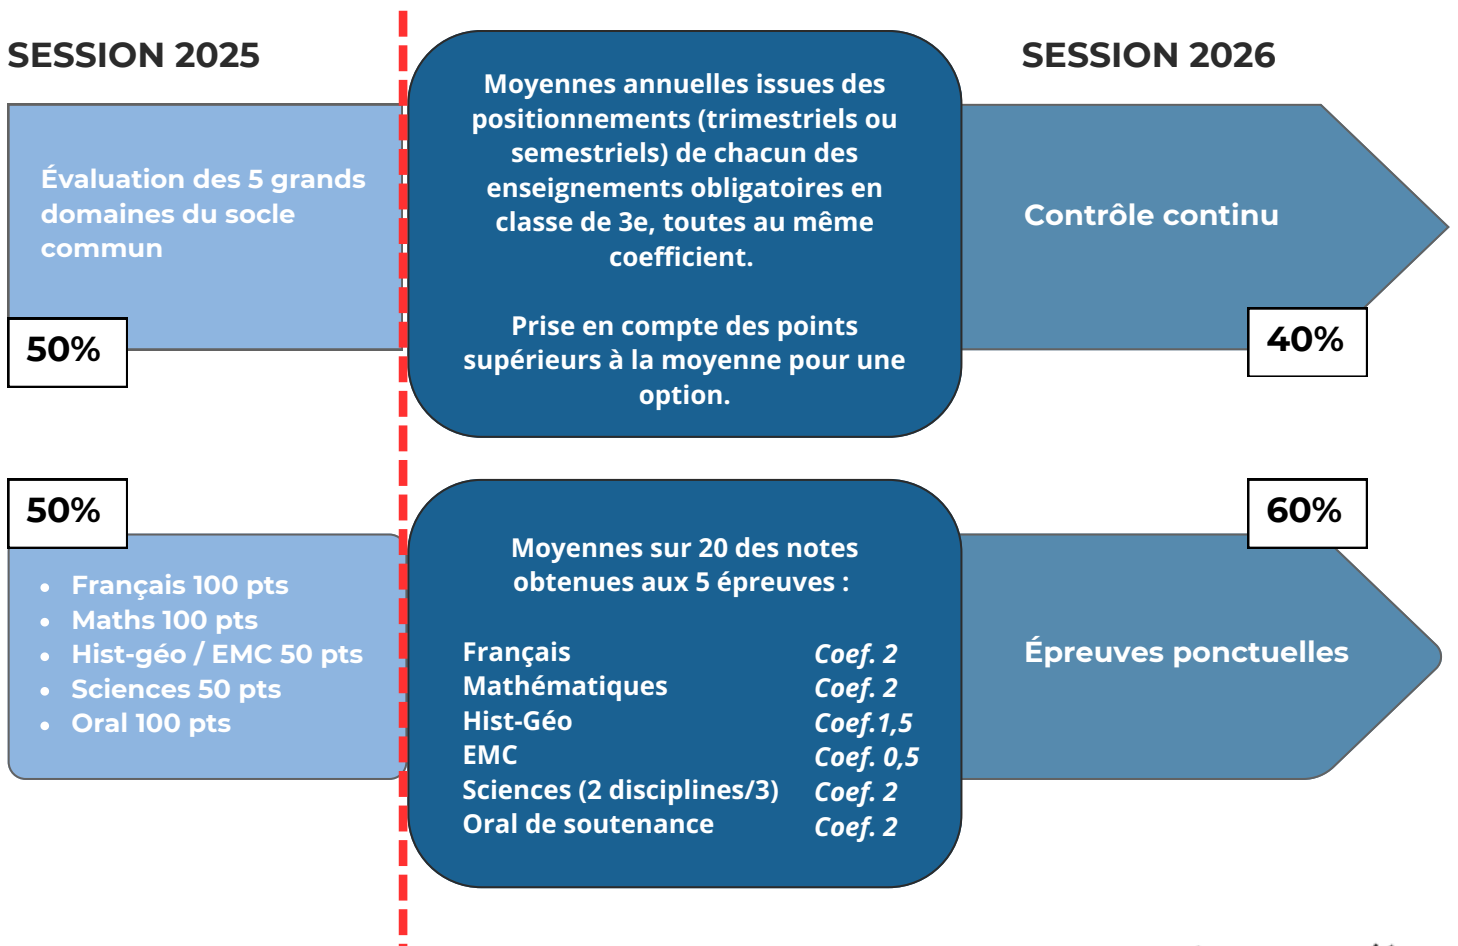 SESSION 2025
Évaluation des 5 grands
domaines du socle
commun
50%
50%
• Français 100 pts
• Maths 100 pts
• Hist-géo / EMC 50 pts
• Sciences 50 pts
• Oral 100 pts
Moyennes annuelles issues des
positionnements (trimestriels ou
semestriels) de chacun des
enseignements obligatoires en
classe de 3e, toutes au même
coefficient.
Prise en compte des points
supérieurs à la moyenne pour une
option.
Moyennes sur 20 des notes
obtenues aux 5 épreuves :
Français Coef. 2
Mathématiques Coef. 2
Hist-Géo Coef.1,5
EMC Coef. 0,5
Sciences (2 disciplines/3) Coef. 2
Oral de soutenance Coef. 2
SESSION 2026
Contrôle continu
40%
60%
Épreuves ponctuelles